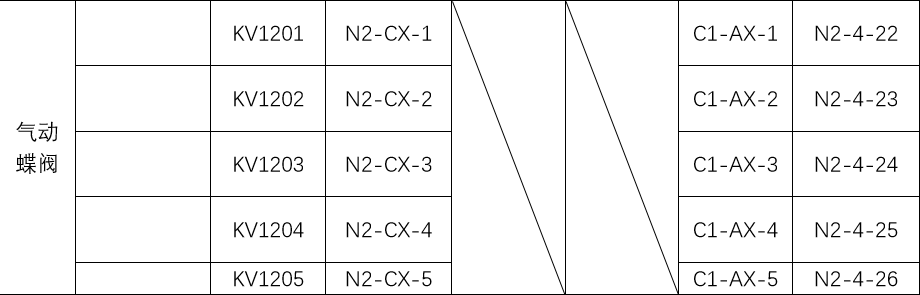 KV1201 N2-CX-1 C1-AX-1 N2-4-22
KV1202 N2-CX-2 C1-AX-2 N2-4-23
气动
蝶阀
KV1203 N2-CX-3 C1-AX-3 N2-4-24
KV1204 N2-CX-4 C1-AX-4 N2-4-25
KV1205 N2-CX-5 C1-AX-5 N2-4-26